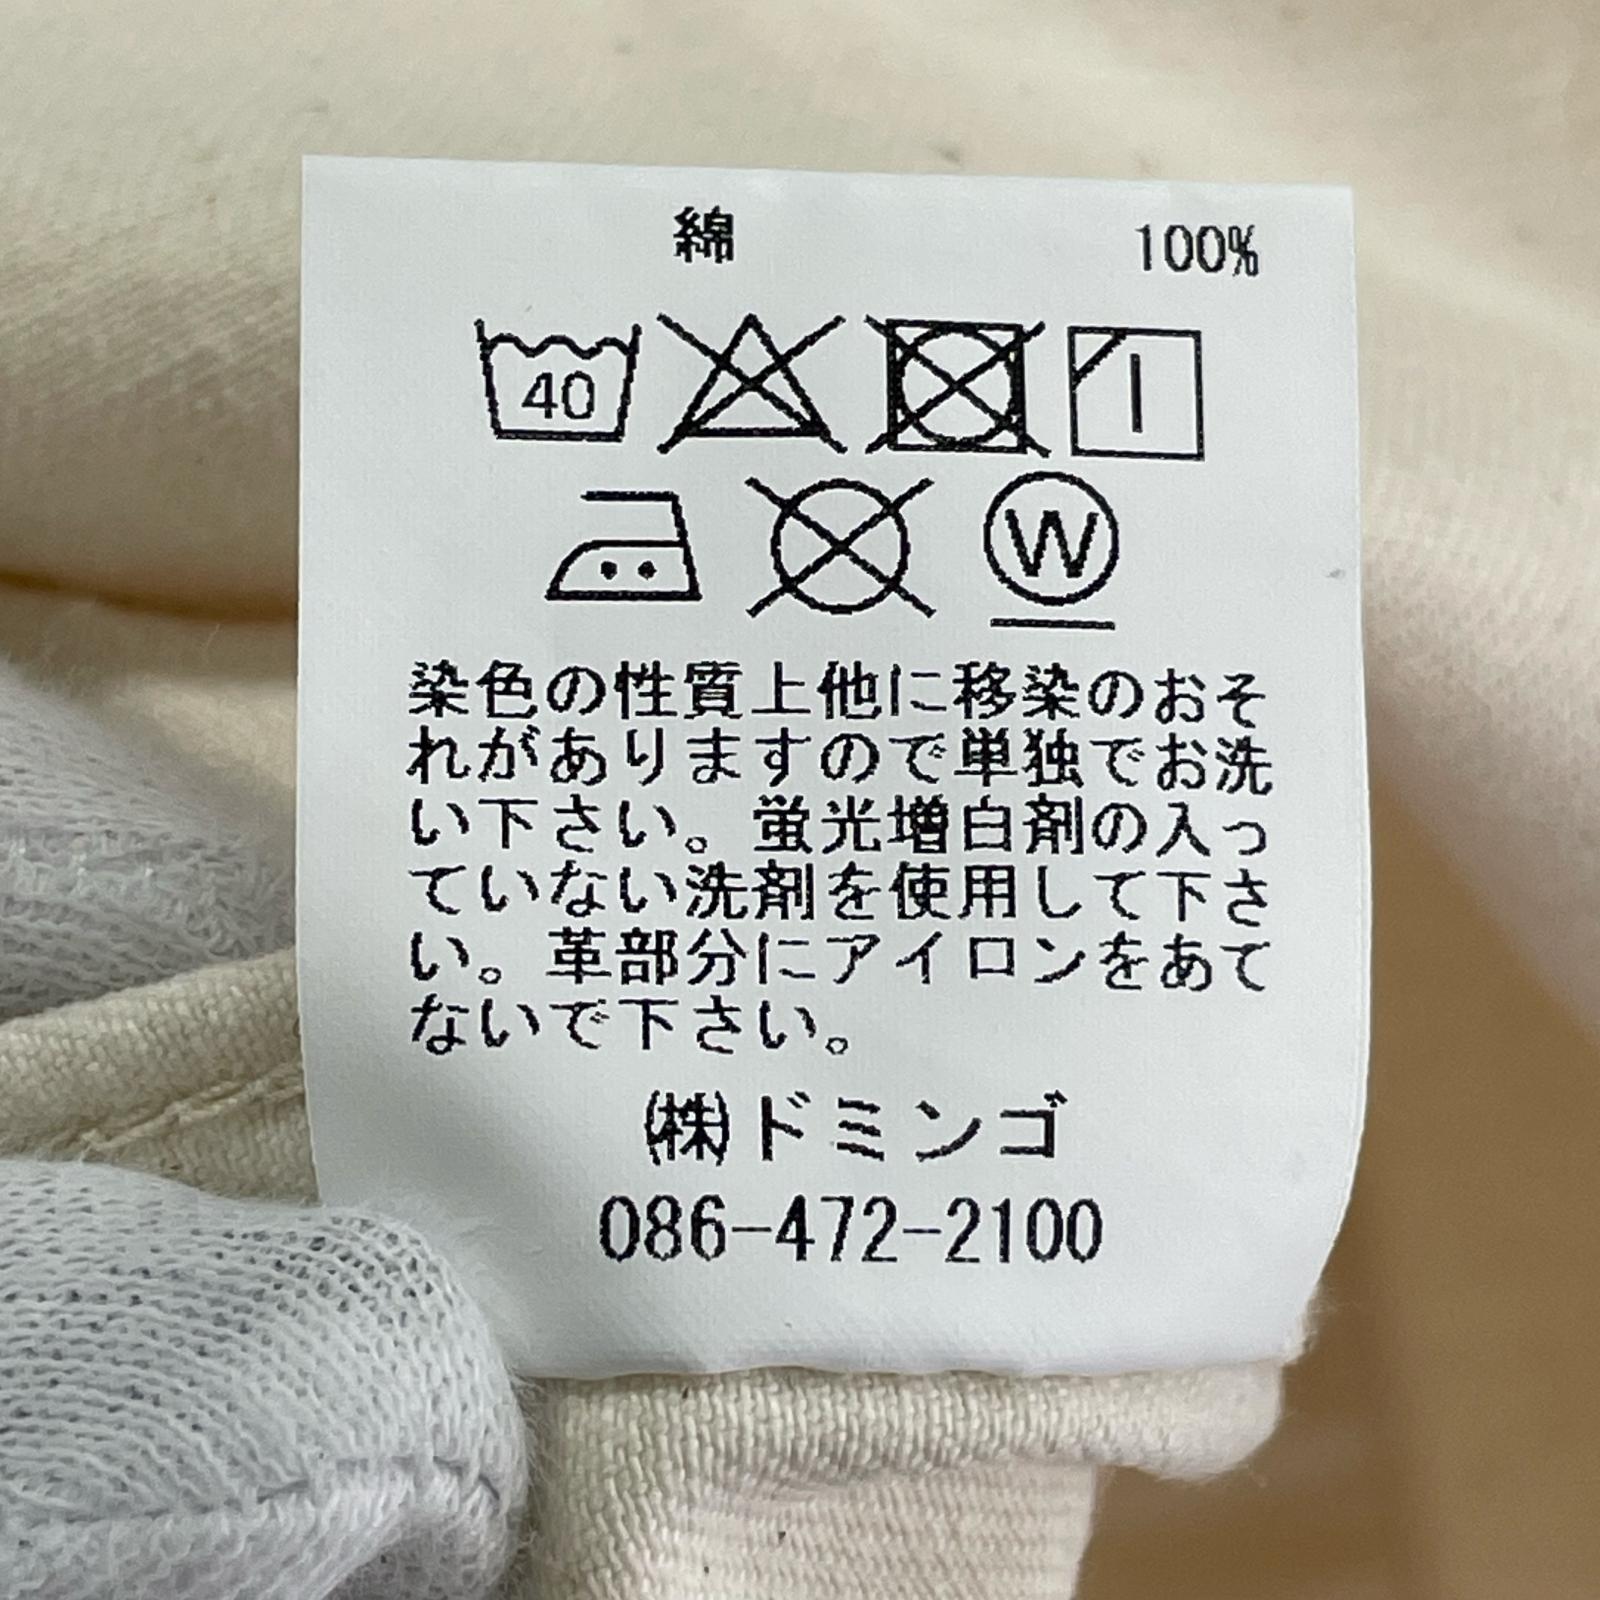 綿 100%
40
W
染色の性質上他に移染のおそ
れがありますので単独でお洗
い下さい。蛍光増白剤の入っ
ていない洗剤を使用して下さ
い。革部分にアイロンをあて
ないで下さい。
㈱ドミンゴ
086-472-2100